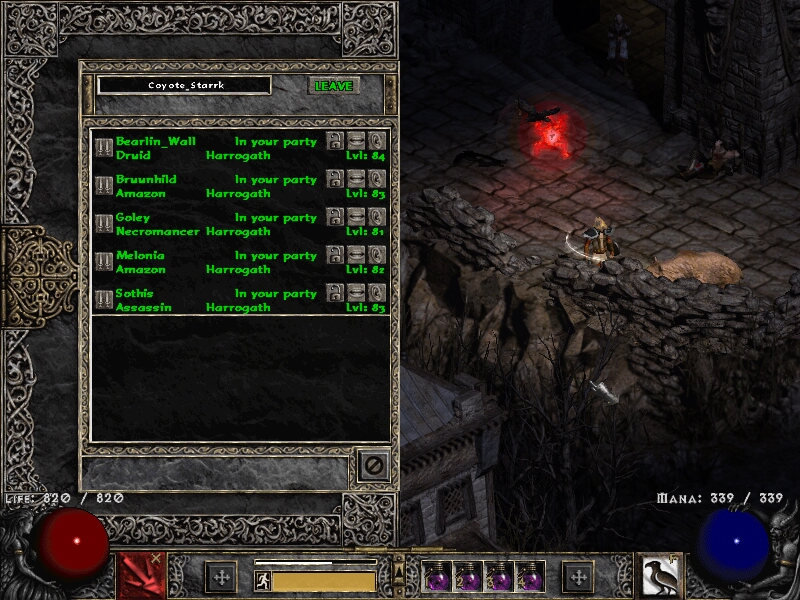 Coyote_Starrk LEAVE
Bearlin_Wall In your party
Druid Harrogath Lvl: 84
Bruunhild In your party
Amazon Harrogath Lvl: 83
Goley In your party
Necromancer Harrogath Lvl: 81
Melonia In your party
Amazon Harrogath Lvl: 82
Sothis In your party
Assassin Harrogath Lvl: 83
LIFE: 820 / 820 MANA: 339 / 339